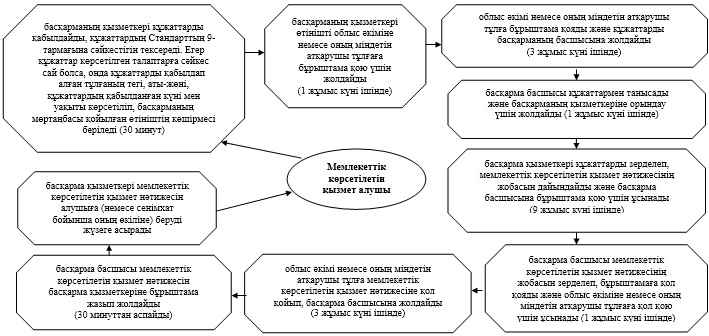 басқарманың қызметкері құжаттарды
қабылдайды, құжаттардың Стандарттың 9-
тармағына сәйкестігін тексереді. Егер
құжаттар көрсетілген талаптарға сәйкес
сай болса, онда құжаттарды қабылдап
алған тұлғаның тегі, аты-жөні,
құжаттардың қабылданған күні мен
уақыты көрсетіліп, басқарманың
мөртаңбасы қойылған өтініштің көшірмесі
беріледі (30 минут)
басқарманың қызметкері
өтінішті облыс әкіміне
немесе оның міндетін
атқарушы тұлғаға
бұрыштама қою үшін
жолдайды
(1 жұмыс күні ішінде)
облыс әкімі немесе оның міндетін атқарушы
тұлға бұрыштама қояды және құжаттарды
басқарманың басшысына жолдайды
(3 жұмыс күні ішінде)
басқарма басшысы құжаттармен танысады
және басқарманың қызметкеріне орындау
үшін жолдайды (1 жұмыс күні ішінде)
басқарма қызметкері құжаттарды зерделеп,
мемлекеттік көрсетілетін қызмет нәтижесінің
жобасын дайындайды және басқарма
басшысына бұрыштама қою үшін ұсынады
(9 жұмыс күні ішінде)
басқарма басшысы мемлекеттік
көрсетілетін қызмет нәтижесінің
жобасын зерделеп, бұрыштамаға қол
қояды және облыс әкіміне немесе оның
міндетін атқарушы тұлғаға қол қою
үшін ұсынады (1 жұмыс күні ішінде)
облыс әкімі немесе оның міндетін
атқарушы тұлға мемлекеттік
көрсетілетін қызмет нәтижесіне қол
қойып, басқарма басшысына жолдайды
(3 жұмыс күні ішінде)
басқарма басшысы мемлекеттік
көрсетілетін қызмет нәтижесін
басқарма қызметкеріне бұрыштама
жазып жолдайды
(30 минуттан аспайды)
басқарма қызметкері мемлекеттік
көрсетілетін қызмет нәтижесін
алушыға (немесе сенімхат
бойынша оның өкіліне) беруді
жүзеге асырады
Мемлекеттік
көрсетілетін
қызмет алушы